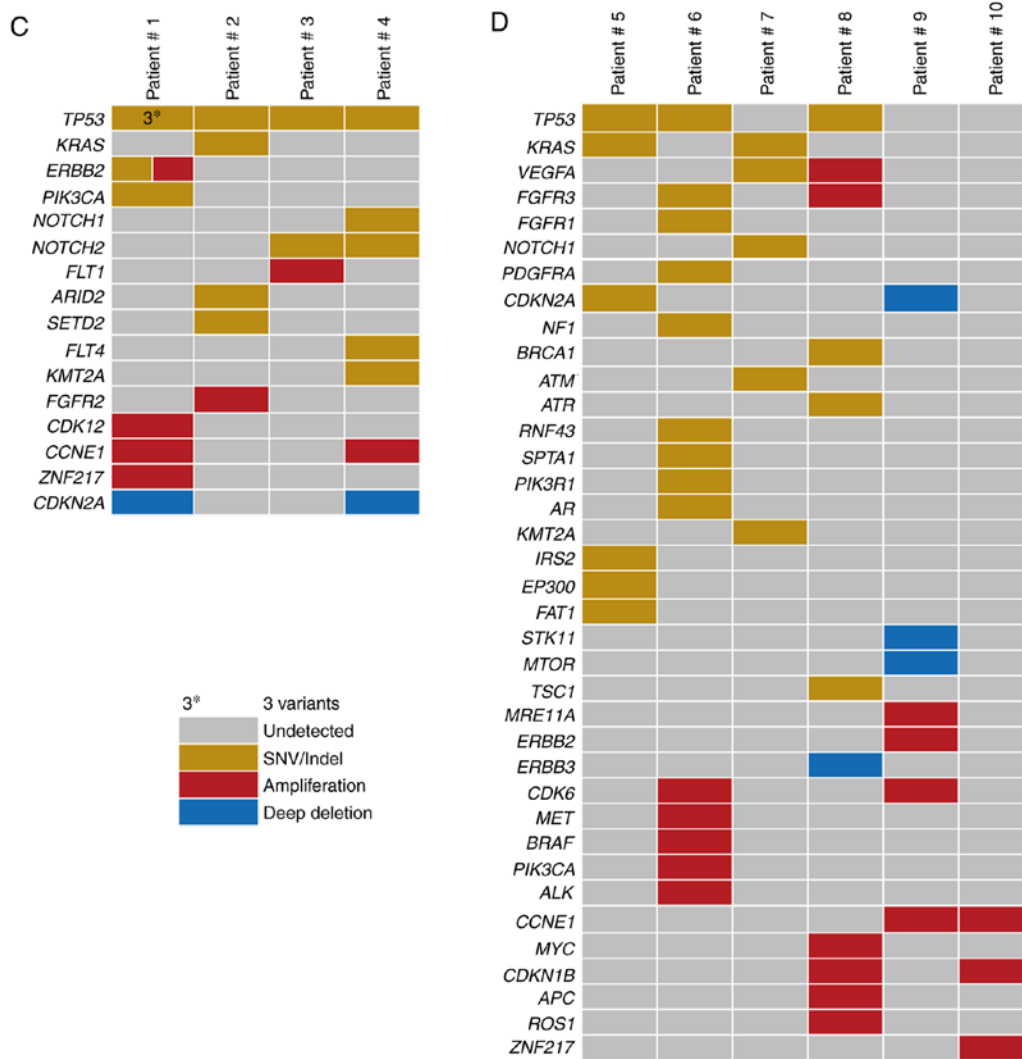 C
Patient # 1
Patient # 2
Patient # 3
Patient # 4
TP53
3*
KRAS
ERBB2
PIK3CA
NOTCH1
NOTCH2
FLT1
ARID2
SETD2
FLT4
KMT2A
FGFR2
CDK12
CCNE1
ZNF217
CDKN2A
3* 3 variants
Undetected
SNV/Indel
Ampliferation
Deep deletion
D
Patient # 5
Patient # 6
Patient # 7
Patient # 8
Patient # 9
Patient # 10
TP53
KRAS
VEGFA
FGFR3
FGFR1
NOTCH1
PDGFRA
CDKN2A
NF1
BRCA1
ATM
ATR
RNF43
SPTA1
PIK3R1
AR
KMT2A
IRS2
EP300
FAT1
STK11
MTOR
TSC1
MRE11A
ERBB2
ERBB3
CDK6
MET
BRAF
PIK3CA
ALK
CCNE1
MYC
CDKN1B
APC
ROS1
ZNF217